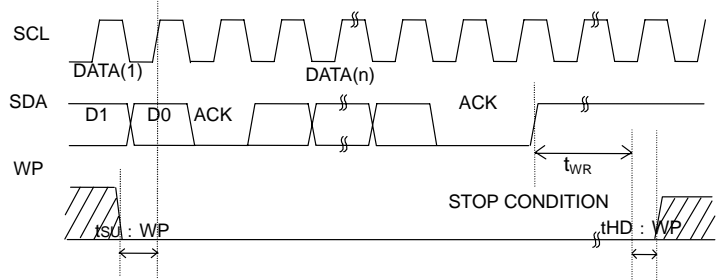 SCL
DATA(1)
DATA(n)
SDA
D1
D0
ACK
ACK
tWR
WP
STOP CONDITION
tSU : WP
tHD : WP